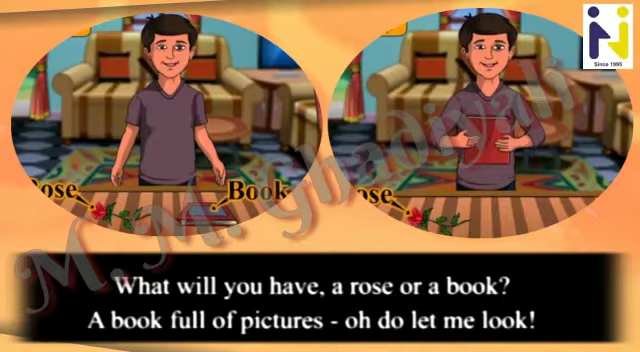 Since 1995
Rose
Book
Rose
M.M. Ghadiyali
What will you have, a rose or a book?
A book full of pictures - oh do let me look!